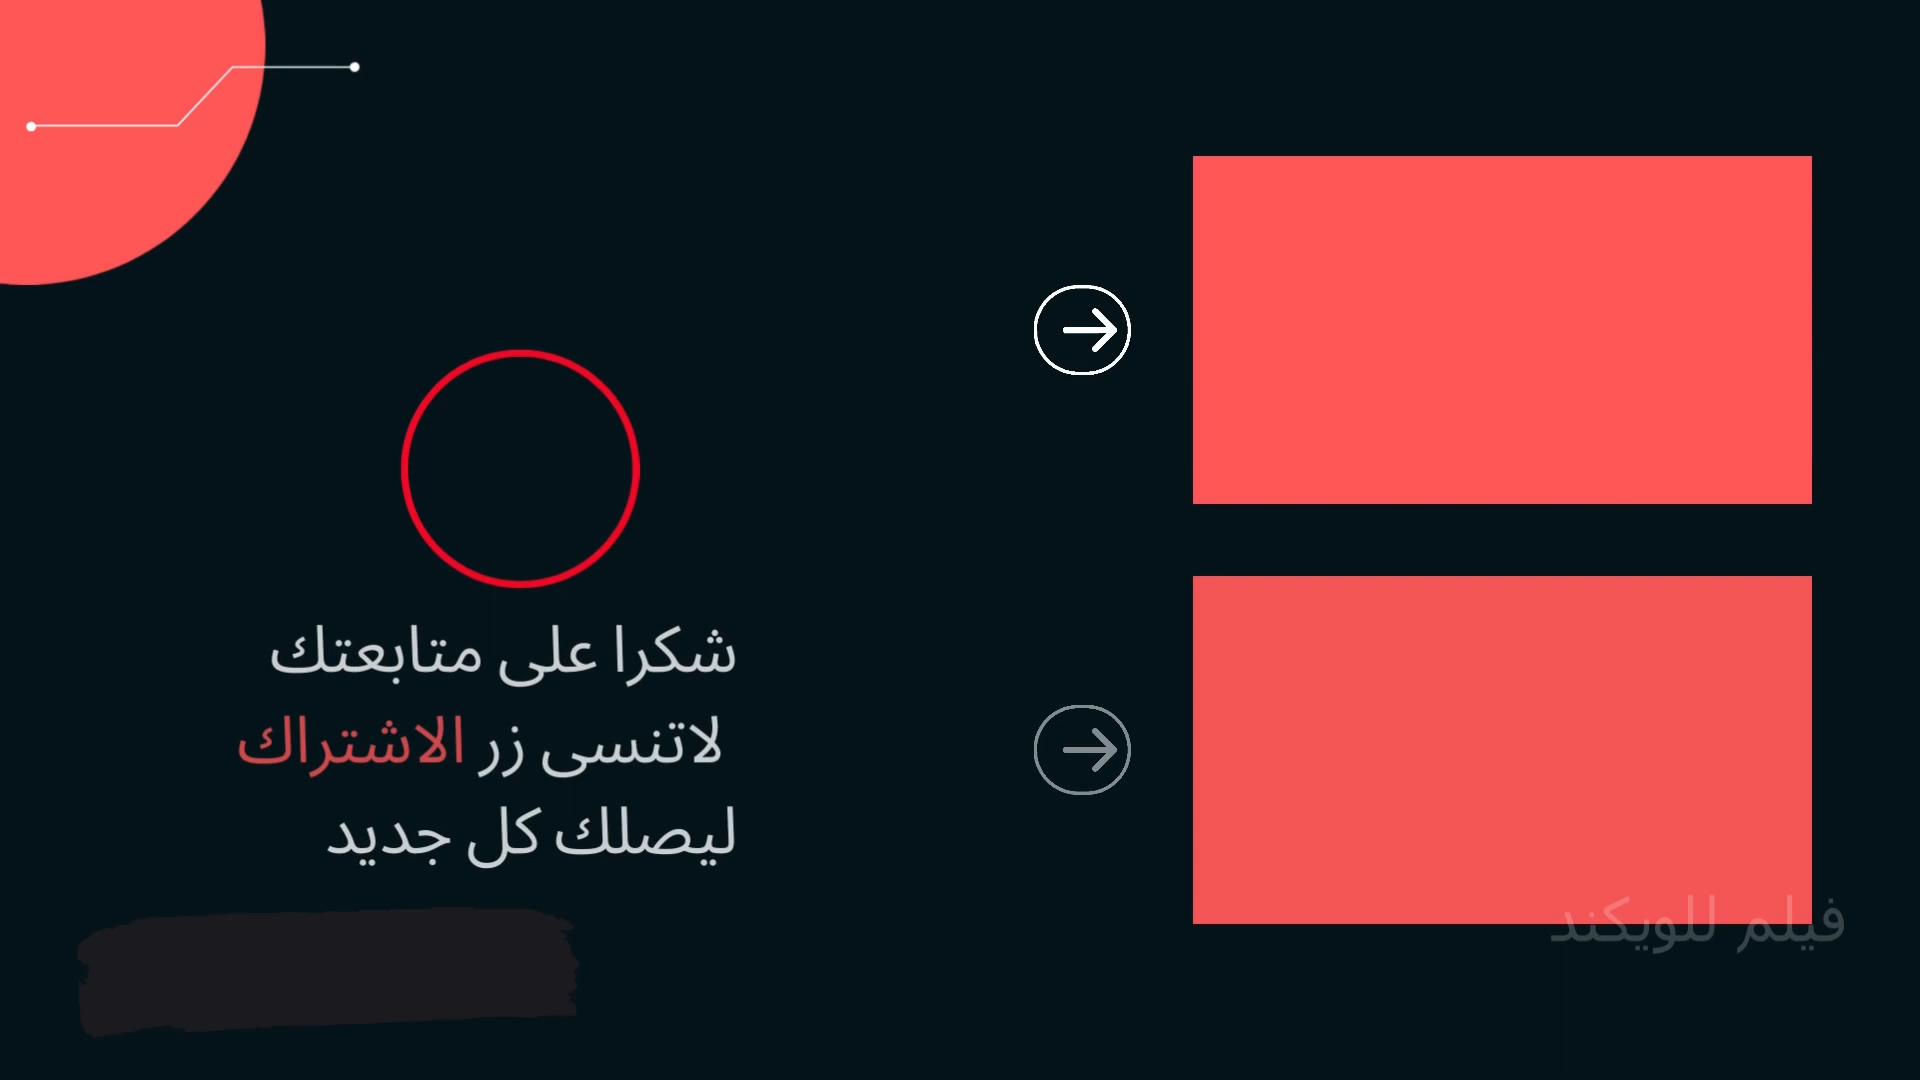 شكرا على متابعتك
لاتنسى زر الاشتراك
ليصلك كل جديد
فيلم للويكند